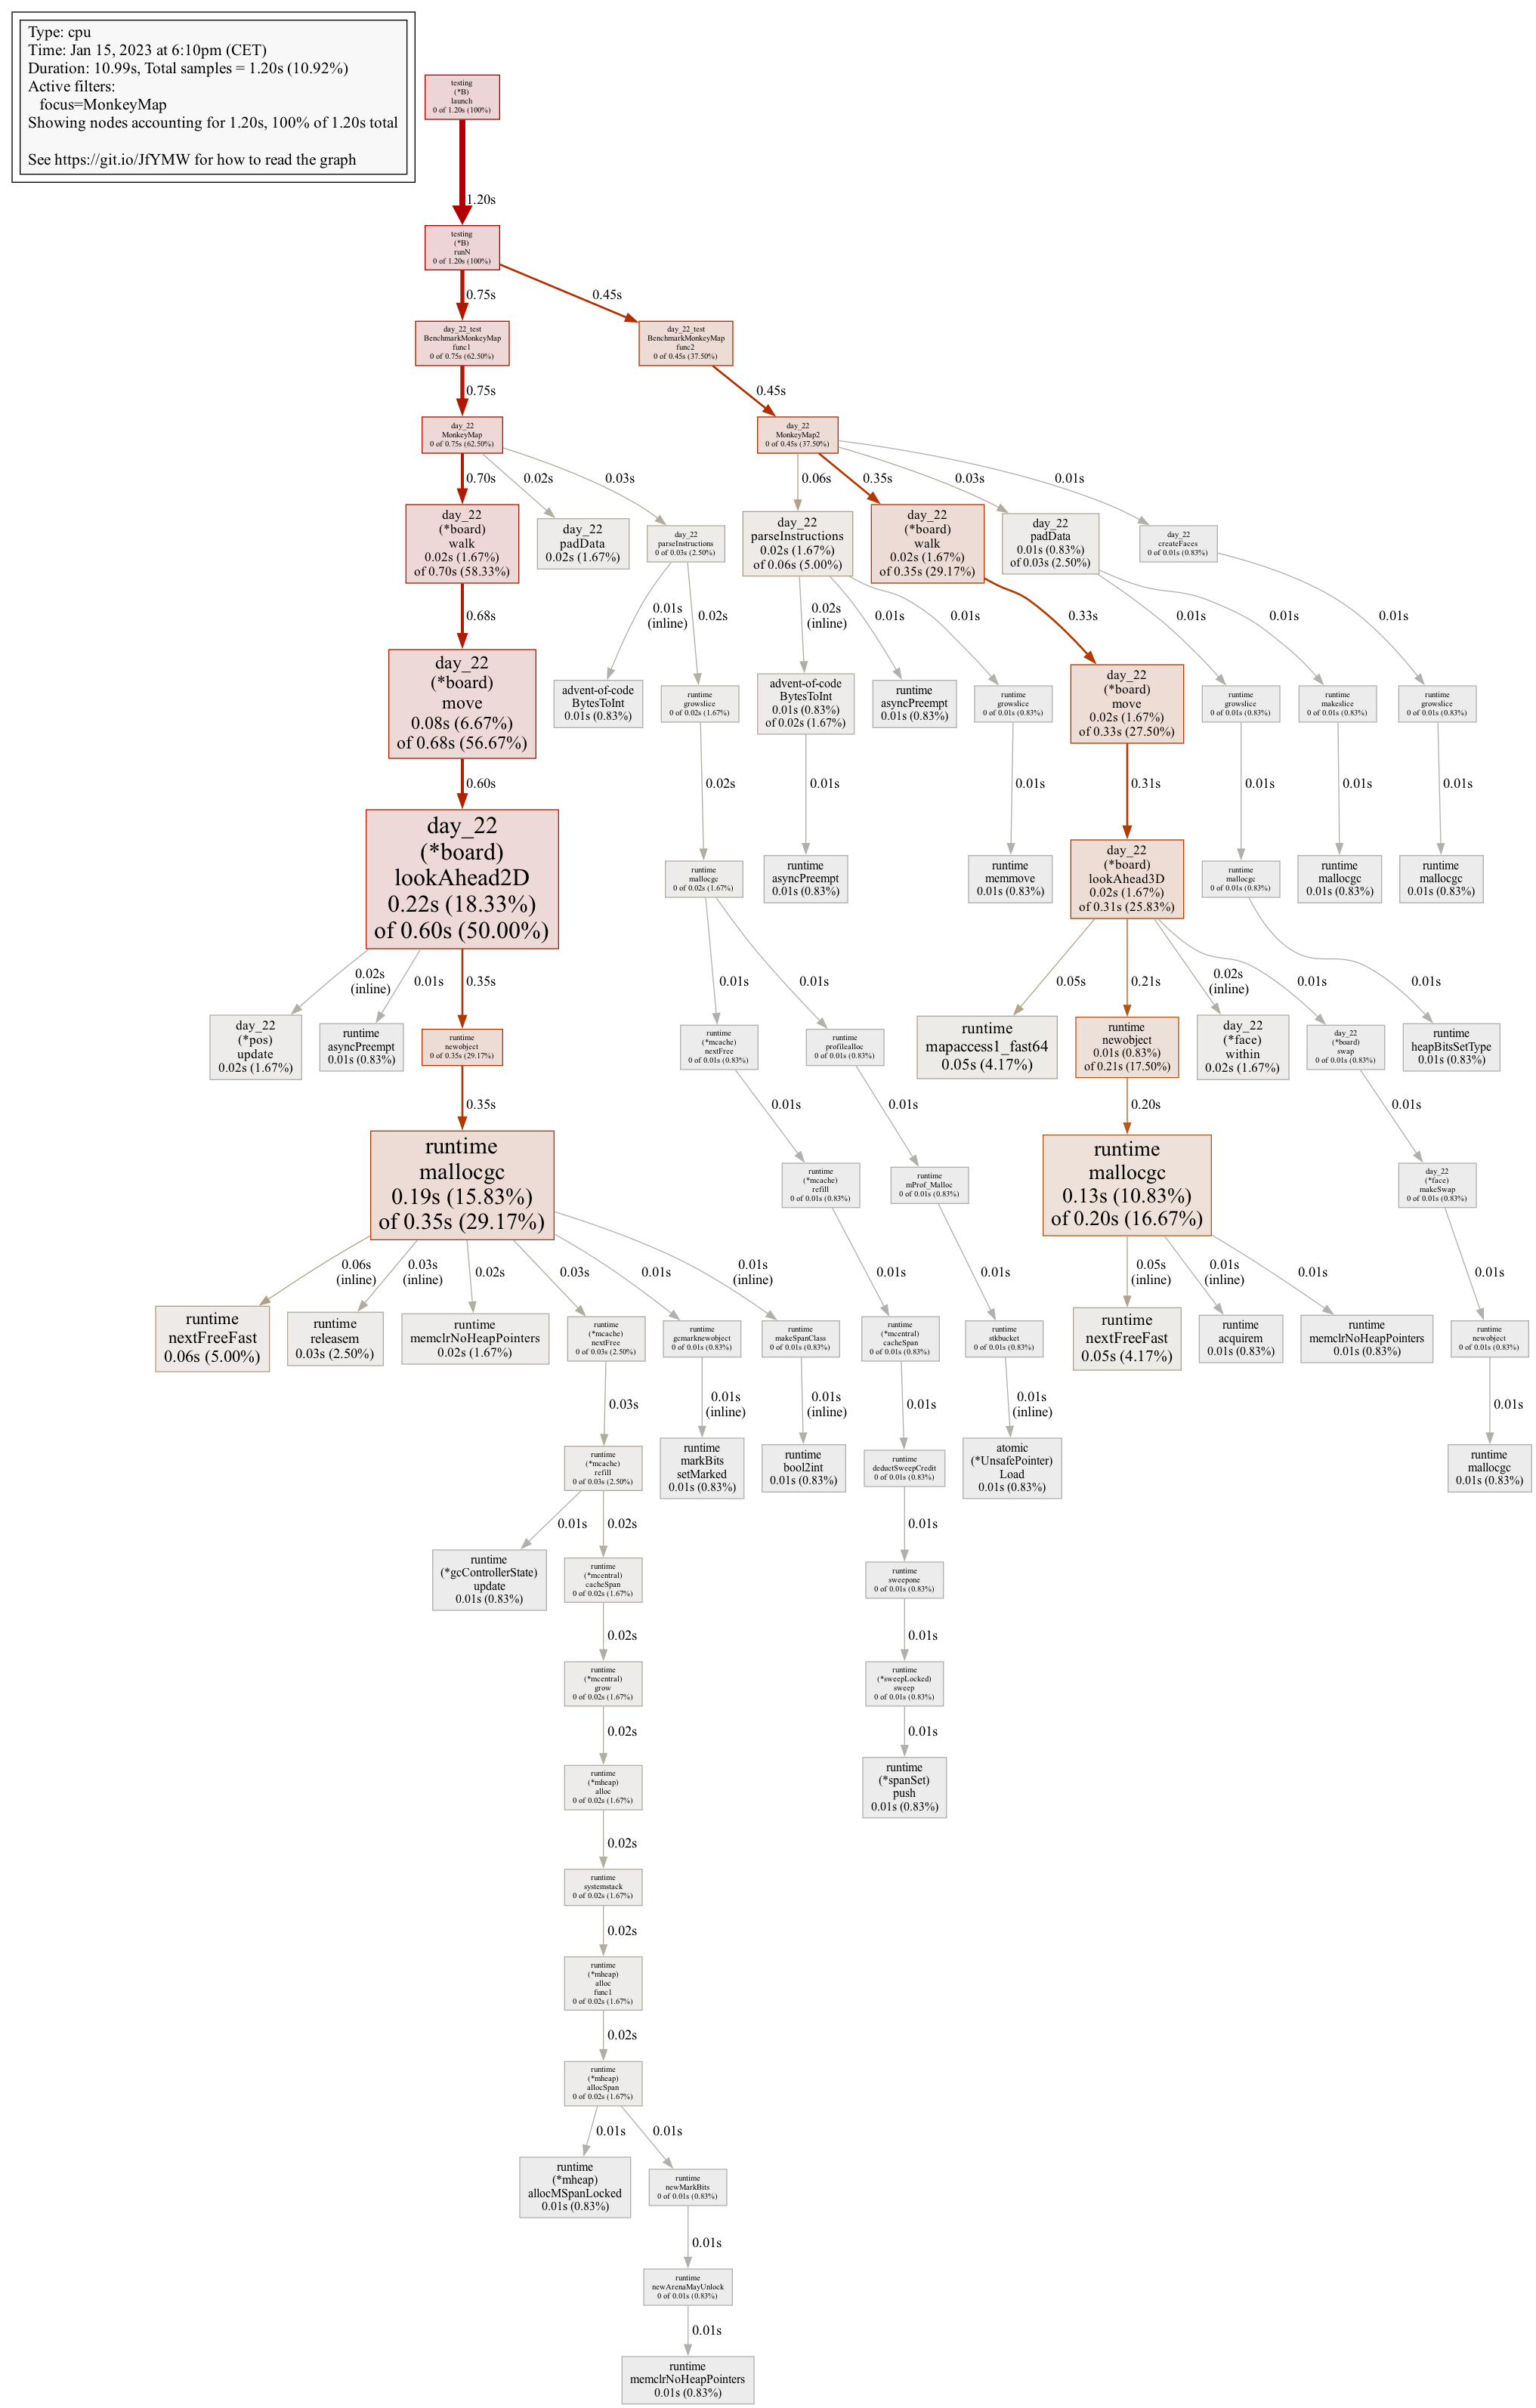 Type: cpu
Time: Jan 15, 2023 at 6:10pm (CET)
Duration: 10.99s, Total samples = 1.20s (10.92%)
Active filters:
focus=MonkeyMap
Showing nodes accounting for 1.20s, 100% of 1.20s total
See https://git.io/JfYMW for how to read the graph
testing
(*B)
launch
0 of 1.20s (100%)
1.20s
testing
(*B)
runN
0 of 1.20s (100%)
0.75s
0.45s
day_22_test
BenchmarkMonkeyMap
func1
0 of 0.75s (62.50%)
day_22_test
BenchmarkMonkeyMap
func2
0 of 0.45s (37.50%)
0.75s
0.45s
day_22
MonkeyMap
0 of 0.75s (62.50%)
day_22
MonkeyMap2
0 of 0.45s (37.50%)
0.70s
0.02s
0.03s
0.06s
0.35s
0.03s
0.01s
day_22
(*board)
walk
0.02s (1.67%)
of 0.70s (58.33%)
day_22
padData
0.02s (1.67%)
day_22
parseInstructions
0 of 0.03s (2.50%)
day_22
parseInstructions
0.02s (1.67%)
of 0.06s (5.00%)
day_22
(*board)
walk
0.02s (1.67%)
of 0.35s (29.17%)
day_22
padData
0.01s (0.83%)
of 0.03s (2.50%)
day_22
createFaces
0 of 0.01s (0.83%)
0.68s
0.01s
(inline)
0.02s
0.02s
(inline)
0.01s
0.01s
0.33s
0.01s
0.01s
0.01s
day_22
(*board)
move
0.08s (6.67%)
of 0.68s (56.67%)
advent-of-code
BytesToInt
0.01s (0.83%)
runtime
growslice
0 of 0.02s (1.67%)
advent-of-code
BytesToInt
0.01s (0.83%)
of 0.02s (1.67%)
runtime
asyncPreempt
0.01s (0.83%)
runtime
growslice
0 of 0.01s (0.83%)
day_22
(*board)
move
0.02s (1.67%)
of 0.33s (27.50%)
runtime
growslice
0 of 0.01s (0.83%)
runtime
makeslice
0 of 0.01s (0.83%)
runtime
growslice
0 of 0.01s (0.83%)
0.60s
0.02s
0.01s
0.01s
0.31s
0.01s
0.01s
0.01s
day_22
(*board)
lookAhead2D
0.22s (18.33%)
of 0.60s (50.00%)
runtime
mallocgc
0 of 0.02s (1.67%)
runtime
asyncPreempt
0.01s (0.83%)
runtime
memmove
0.01s (0.83%)
day_22
(*board)
lookAhead3D
0.02s (1.67%)
of 0.31s (25.83%)
runtime
mallocgc
0 of 0.01s (0.83%)
runtime
mallocgc
0.01s (0.83%)
runtime
mallocgc
0.01s (0.83%)
0.02s
(inline)
0.01s
0.35s
0.01s
0.01s
0.05s
0.21s
0.02s
(inline)
0.01s
0.01s
day_22
(*pos)
update
0.02s (1.67%)
runtime
asyncPreempt
0.01s (0.83%)
runtime
newobject
0 of 0.35s (29.17%)
runtime
(*mcache)
nextFree
0 of 0.01s (0.83%)
runtime
profilealloc
0 of 0.01s (0.83%)
runtime
mapaccess1_fast64
0.05s (4.17%)
runtime
newobject
0.01s (0.83%)
of 0.21s (17.50%)
day_22
(*face)
within
0.02s (1.67%)
day_22
(*board)
swap
0 of 0.01s (0.83%)
runtime
heapBitsSetType
0.01s (0.83%)
0.35s
0.01s
0.01s
0.20s
0.01s
runtime
mallocgc
0.19s (15.83%)
of 0.35s (29.17%)
runtime
(*mcache)
refill
0 of 0.01s (0.83%)
runtime
mProf_Malloc
0 of 0.01s (0.83%)
runtime
mallocgc
0.13s (10.83%)
of 0.20s (16.67%)
day_22
(*face)
makeSwap
0 of 0.01s (0.83%)
0.06s
(inline)
0.03s
(inline)
0.02s
0.03s
0.01s
0.01s
(inline)
0.01s
0.01s
0.05s
(inline)
0.01s
(inline)
0.01s
0.01s
runtime
nextFreeFast
0.06s (5.00%)
runtime
releasem
0.03s (2.50%)
runtime
memclrNoHeapPointers
0.02s (1.67%)
runtime
(*mcache)
nextFree
0 of 0.03s (2.50%)
runtime
gcmarknewobject
0 of 0.01s (0.83%)
runtime
makeSpanClass
0 of 0.01s (0.83%)
runtime
(*mcentral)
cacheSpan
0 of 0.01s (0.83%)
runtime
stkbucket
0 of 0.01s (0.83%)
runtime
nextFreeFast
0.05s (4.17%)
runtime
acquirem
0.01s (0.83%)
runtime
memclrNoHeapPointers
0.01s (0.83%)
runtime
newobject
0 of 0.01s (0.83%)
0.03s
0.01s
(inline)
0.01s
(inline)
0.01s
0.01s
(inline)
0.01s
runtime
(*mcache)
refill
0 of 0.03s (2.50%)
runtime
markBits
setMarked
0.01s (0.83%)
runtime
bool2int
0.01s (0.83%)
runtime
deductSweepCredit
0 of 0.01s (0.83%)
atomic
(*UnsafePointer)
Load
0.01s (0.83%)
runtime
mallocgc
0.01s (0.83%)
0.01s
0.02s
0.01s
runtime
(*gcControllerState)
update
0.01s (0.83%)
runtime
(*mcentral)
cacheSpan
0 of 0.02s (1.67%)
runtime
sweepone
0 of 0.01s (0.83%)
0.02s
0.01s
runtime
(*mcentral)
grow
0 of 0.02s (1.67%)
runtime
(*sweepLocked)
sweep
0 of 0.01s (0.83%)
0.02s
0.01s
runtime
(*mheap)
alloc
0 of 0.02s (1.67%)
runtime
(*spanSet)
push
0.01s (0.83%)
0.02s
runtime
systemstack
0 of 0.02s (1.67%)
0.02s
runtime
(*mheap)
alloc
func1
0 of 0.02s (1.67%)
0.02s
runtime
(*mheap)
allocSpan
0 of 0.02s (1.67%)
0.01s
0.01s
runtime
(*mheap)
allocMSpanLocked
0.01s (0.83%)
runtime
newMarkBits
0 of 0.01s (0.83%)
0.01s
runtime
newArenaMayUnlock
0 of 0.01s (0.83%)
0.01s
runtime
memclrNoHeapPointers
0.01s (0.83%)